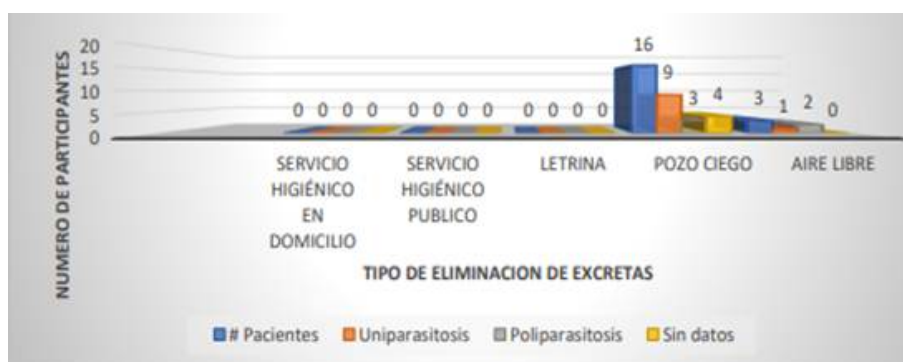 NUMERO DE PARTICIPANTES
20
15
10
5
0
0 0 0 0 0 0 0 0 0 0 0 0 16 9 3 4 3 1 2 0
SERVICIO HIGIÉNICO EN DOMICILIO
SERVICIO HIGIÉNICO PUBLICO
LETRINA
POZO CIEGO
AIRE LIBRE
TIPO DE ELIMINACION DE EXCRETAS
# Pacientes Uniparasitosis Poliparasitosis Sin datos